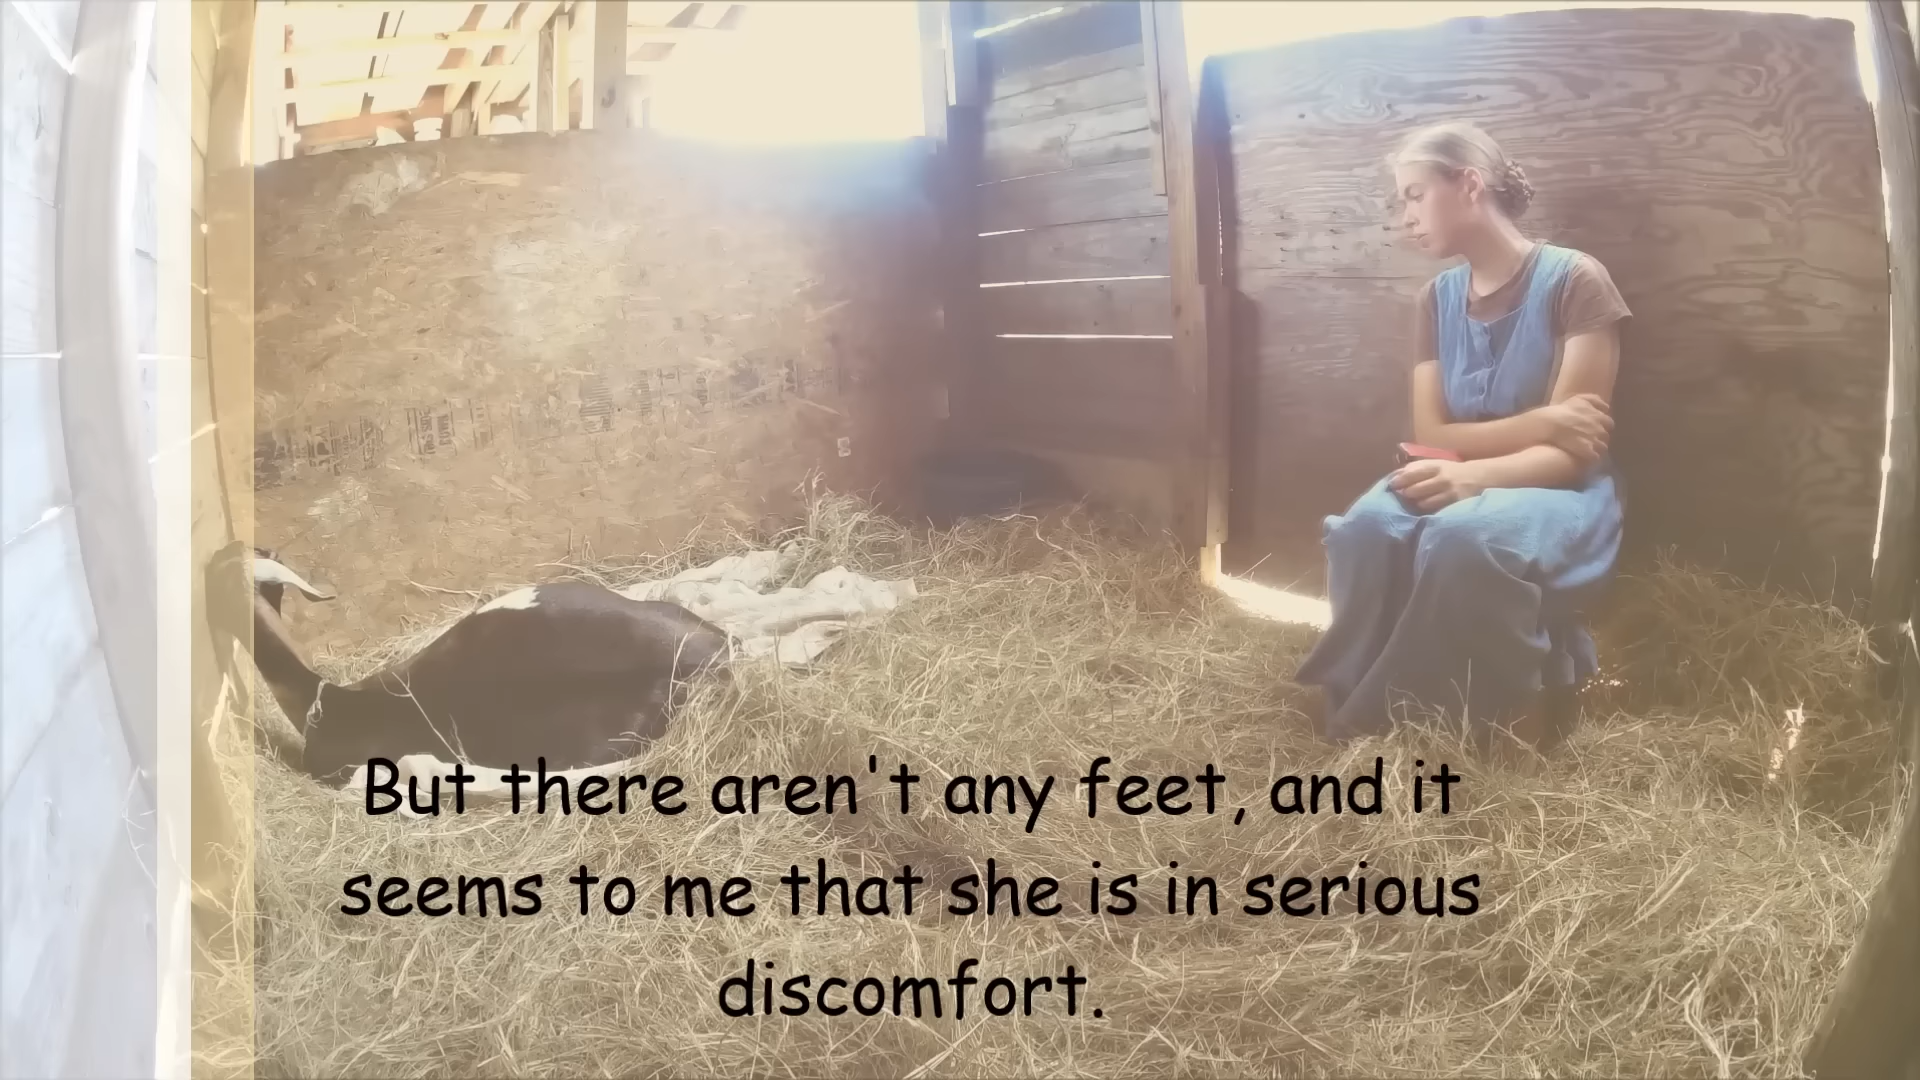 But there aren't any feet, and it
seems to me that she is in serious
discomfort.